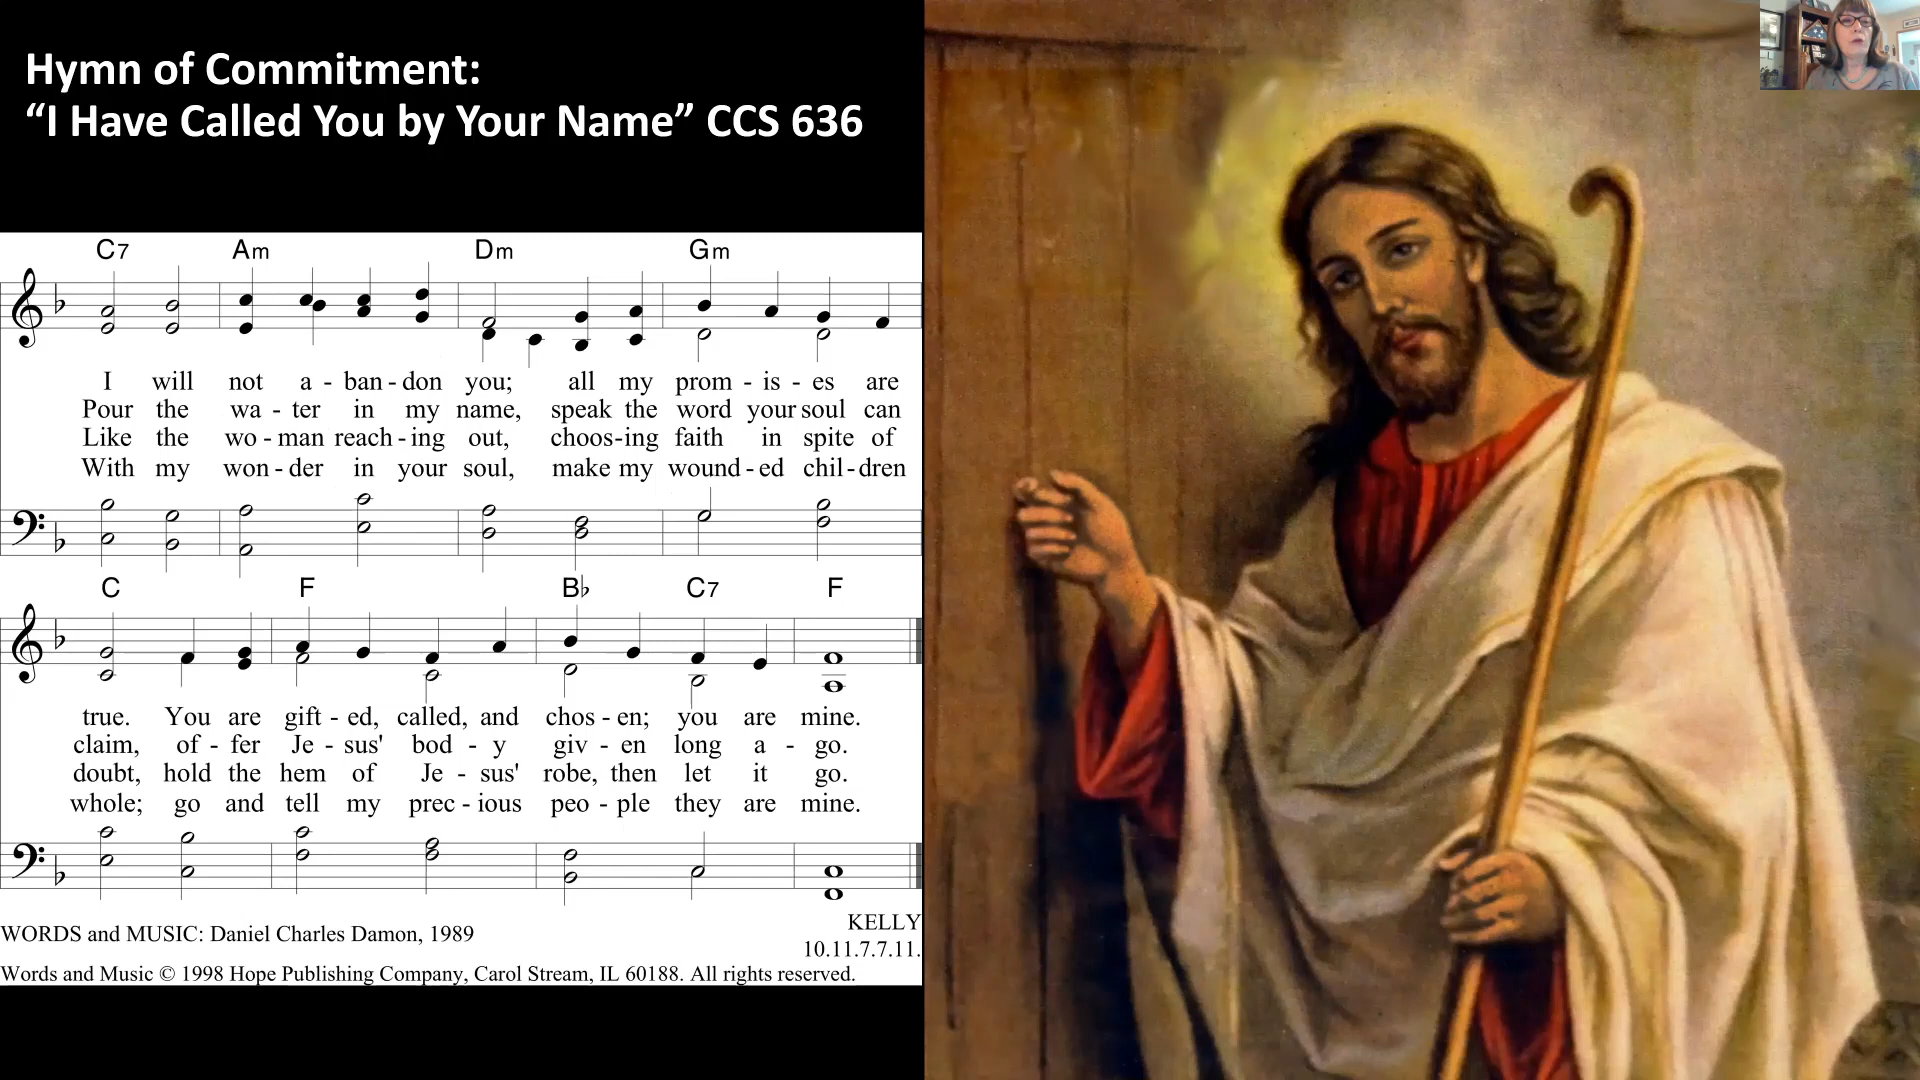 Hymn of Commitment:
“I Have Called You by Your Name” CCS 636
C7 Am Dm Gm
I will not a - ban - don you; all my prom - is - es are
Pour the wa - ter in my name, speak the word your soul can
Like the wo - man reach - ing out, choos - ing faith in spite of
With my won - der in your soul, make my wound - ed chil - dren
C F B♭ C7 F
true. You are gift - ed, called, and chos - en; you are mine.
claim, of - fer Je - sus' bod - y giv - en long a - go.
doubt, hold the hem of Je - sus' robe, then let it go.
whole; go and tell my prec - ious peo - ple they are mine.
KELLY
WORDS and MUSIC: Daniel Charles Damon, 1989
10.11.7.7.11.
Words and Music © 1998 Hope Publishing Company, Carol Stream, IL 60188. All rights reserved.